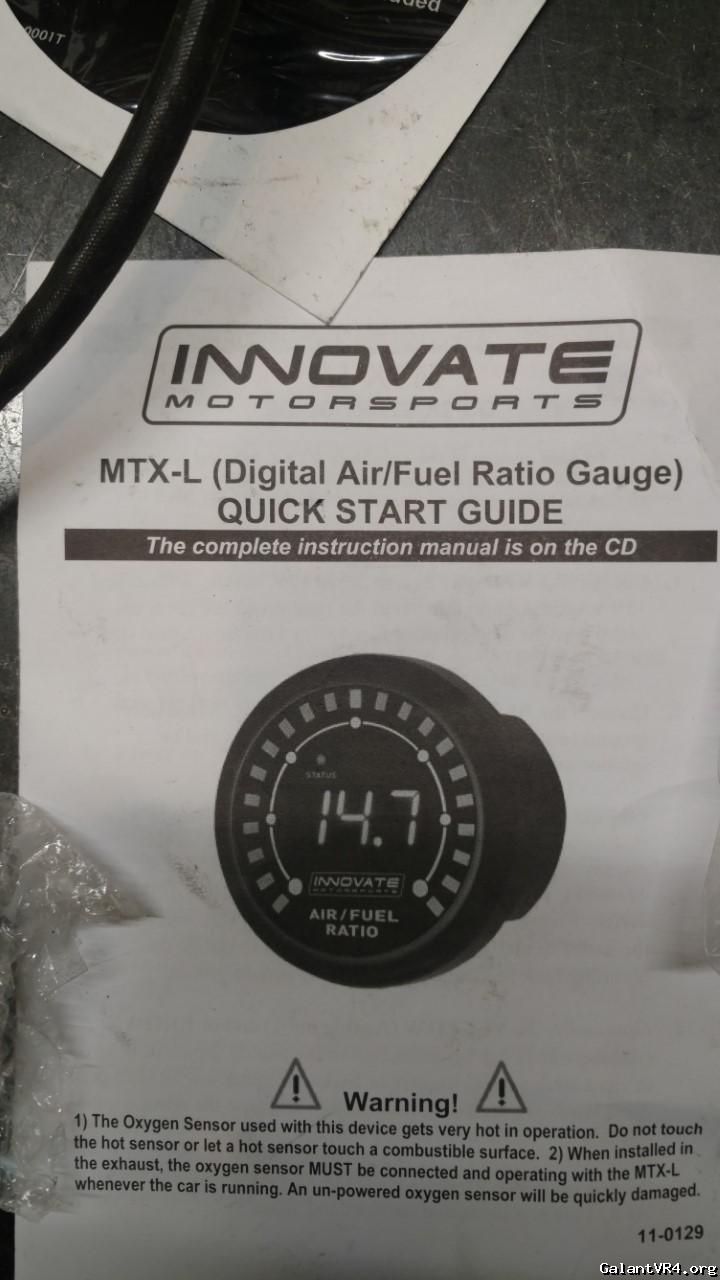 0001T
INNOVATE
MOTORSPORTS
MTX-L (Digital Air/Fuel Ratio Gauge)
QUICK START GUIDE
The complete instruction manual is on the CD
STATUS
14.7
INNOVATE
MOTORSPORTS
AIR/FUEL
RATIO
Warning!
1) The Oxygen Sensor used with this device gets very hot in operation. Do not touch
the hot sensor or let a hot sensor touch a combustible surface. 2) When installed in
the exhaust, the oxygen sensor MUST be connected and operating with the MTX-L
whenever the car is running. An un-powered oxygen sensor will be quickly damaged.
11-0129
GalantVR4.org